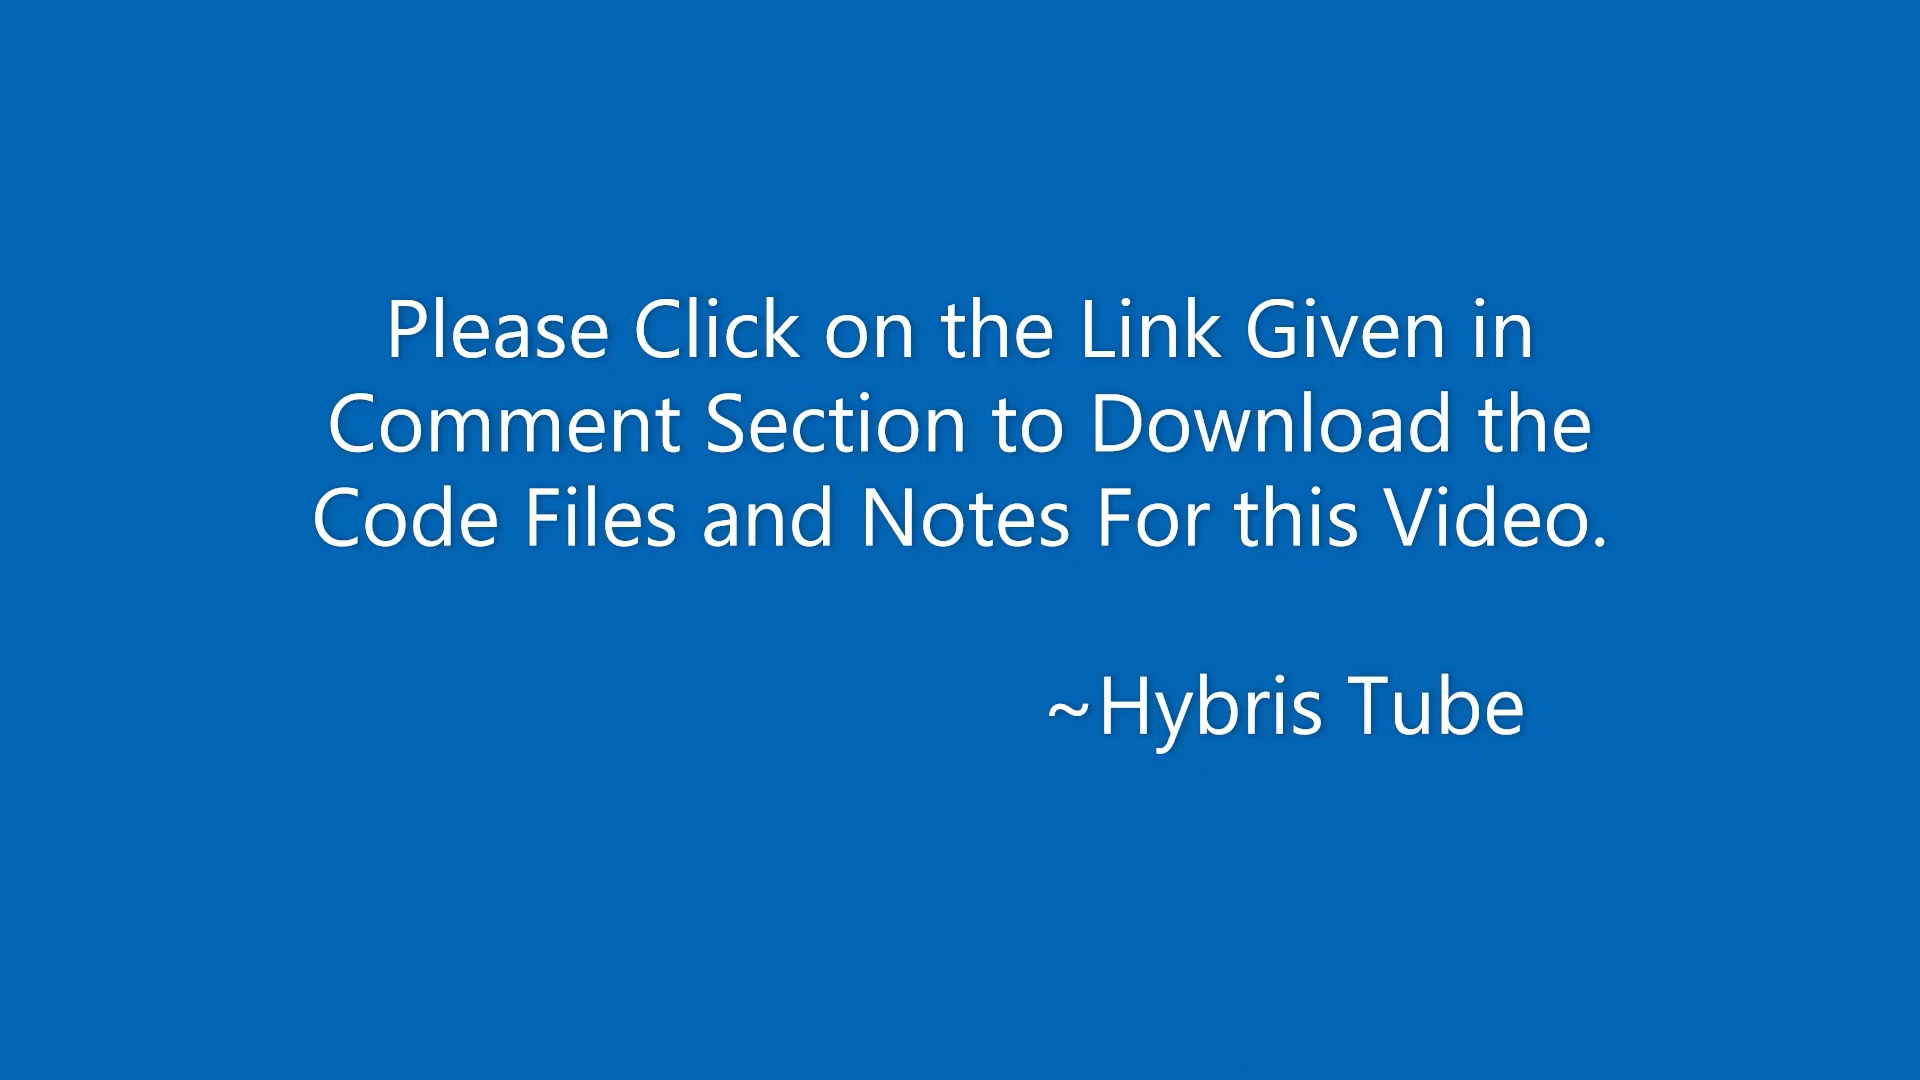 Please Click on the Link Given in
Comment Section to Download the
Code Files and Notes For this Video.
~Hybris Tube